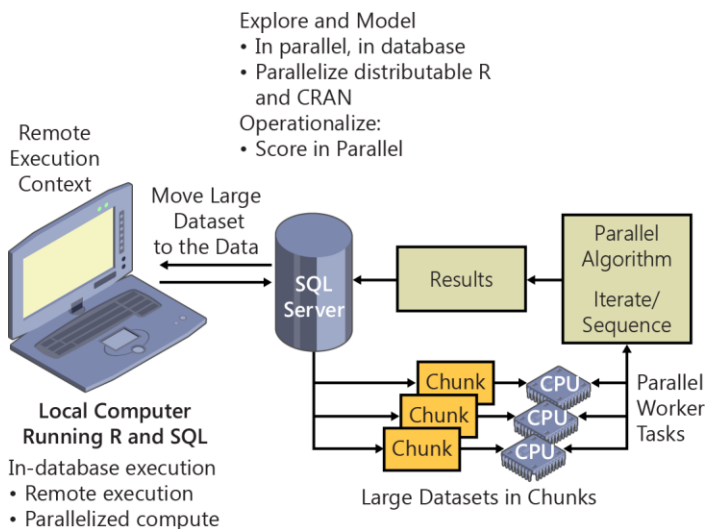 Explore and Model
• In parallel, in database
• Parallelize distributable R
and CRAN
Operationalize:
• Score in Parallel
Remote
Execution
Context
Move Large
Dataset
to the Data
SQL
Server
Results
Parallel
Algorithm
Iterate/
Sequence
Chunk
CPU
Chunk
CPU
Chunk
CPU
Parallel
Worker
Tasks
Large Datasets in Chunks
Local Computer
Running R and SQL
In-database execution
• Remote execution
• Parallelized compute